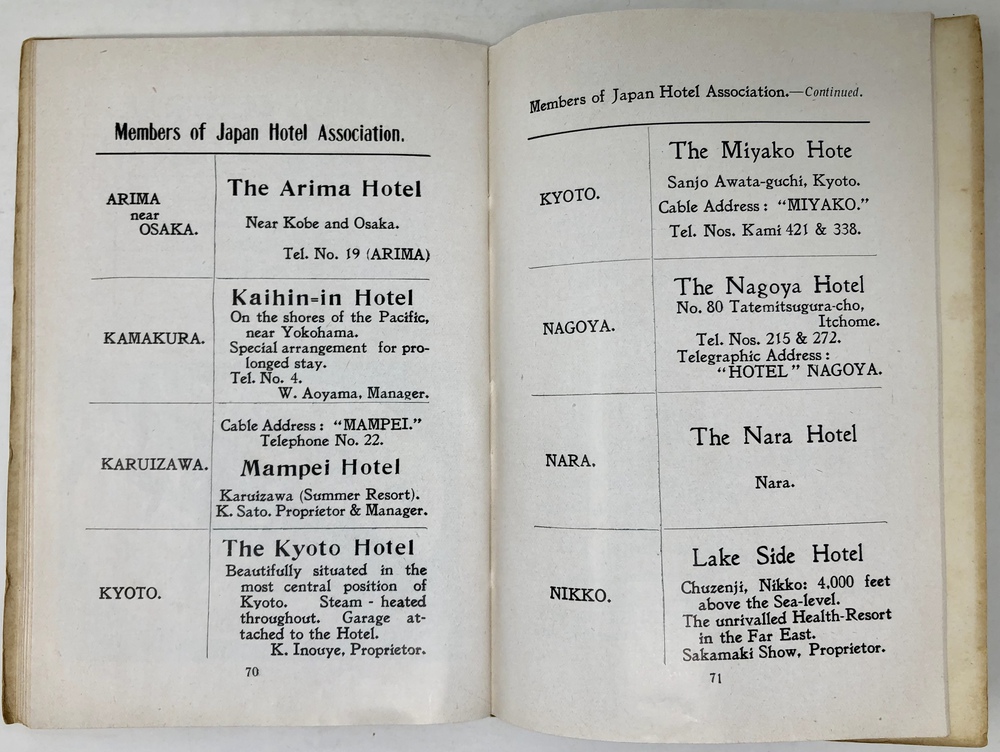 Members of Japan Hotel Association.
ARIMA
near
OSAKA.
The Arima Hotel
Near Kobe and Osaka.
Tel. No. 19 (ARIMA)
KAMAKURA.
Kaihin=in Hotel
On the shores of the Pacific,
near Yokohama.
Special arrangement for pro-
longed stay.
Tel. No. 4.
W. Aoyama, Manager.
KARUIZAWA.
Cable Address : "MAMPEI."
Telephone No. 22.
Mampei Hotel
Karuizawa (Summer Resort).
K. Sato. Proprietor & Manager.
KYOTO.
The Kyoto Hotel
Beautifully situated in the
most central position of
Kyoto. Steam - heated
throughout. Garage at-
tached to the Hotel.
K. Inouye, Proprietor.
70
Members of Japan Hotel Association.—Continued.
KYOTO.
The Miyako Hote
Sanjo Awata-guchi, Kyoto.
Cable Address : "MIYAKO."
Tel. Nos. Kami 421 & 338.
NAGOYA.
The Nagoya Hotel
No. 80 Tatemitsugura-cho,
Itchome.
Tel. Nos. 215 & 272.
Telegraphic Address :
"HOTEL" NAGOYA.
NARA.
The Nara Hotel
Nara.
NIKKO.
Lake Side Hotel
Chuzenji, Nikko: 4,000 feet
above the Sea-level.
The unrivalled Health-Resort
in the Far East.
Sakamaki Show, Proprietor.
71